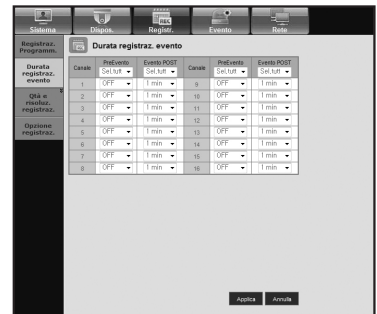 Sistema Dispos. REC Registr. Evento Rete
Registraz. Programm.
Durata registraz. evento
Qtà e risoluz. registraz.
Opzione registraz.
Durata registraz. evento
Canale PreEvento Evento POST Canale PreEvento Evento POST
Sel.tutt Sel.tutt Sel.tutt Sel.tutt
1 OFF 1 min 9 OFF 1 min
2 OFF 1 min 10 OFF 1 min
3 OFF 1 min 11 OFF 1 min
4 OFF 1 min 12 OFF 1 min
5 OFF 1 min 13 OFF 1 min
6 OFF 1 min 14 OFF 1 min
7 OFF 1 min 15 OFF 1 min
8 OFF 1 min 16 OFF 1 min
Applica Annulla